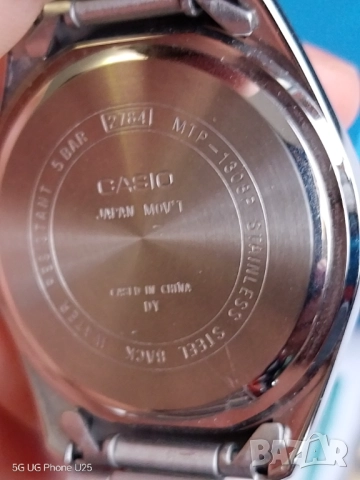 WATER RESISTANT 5 BAR 2784 MTP-1308P STAINLESS STEEL BACK
CASIO
JAPAN MOV'T
CASED IN CHINA
DY
5G UG Phone U25
BAZAR